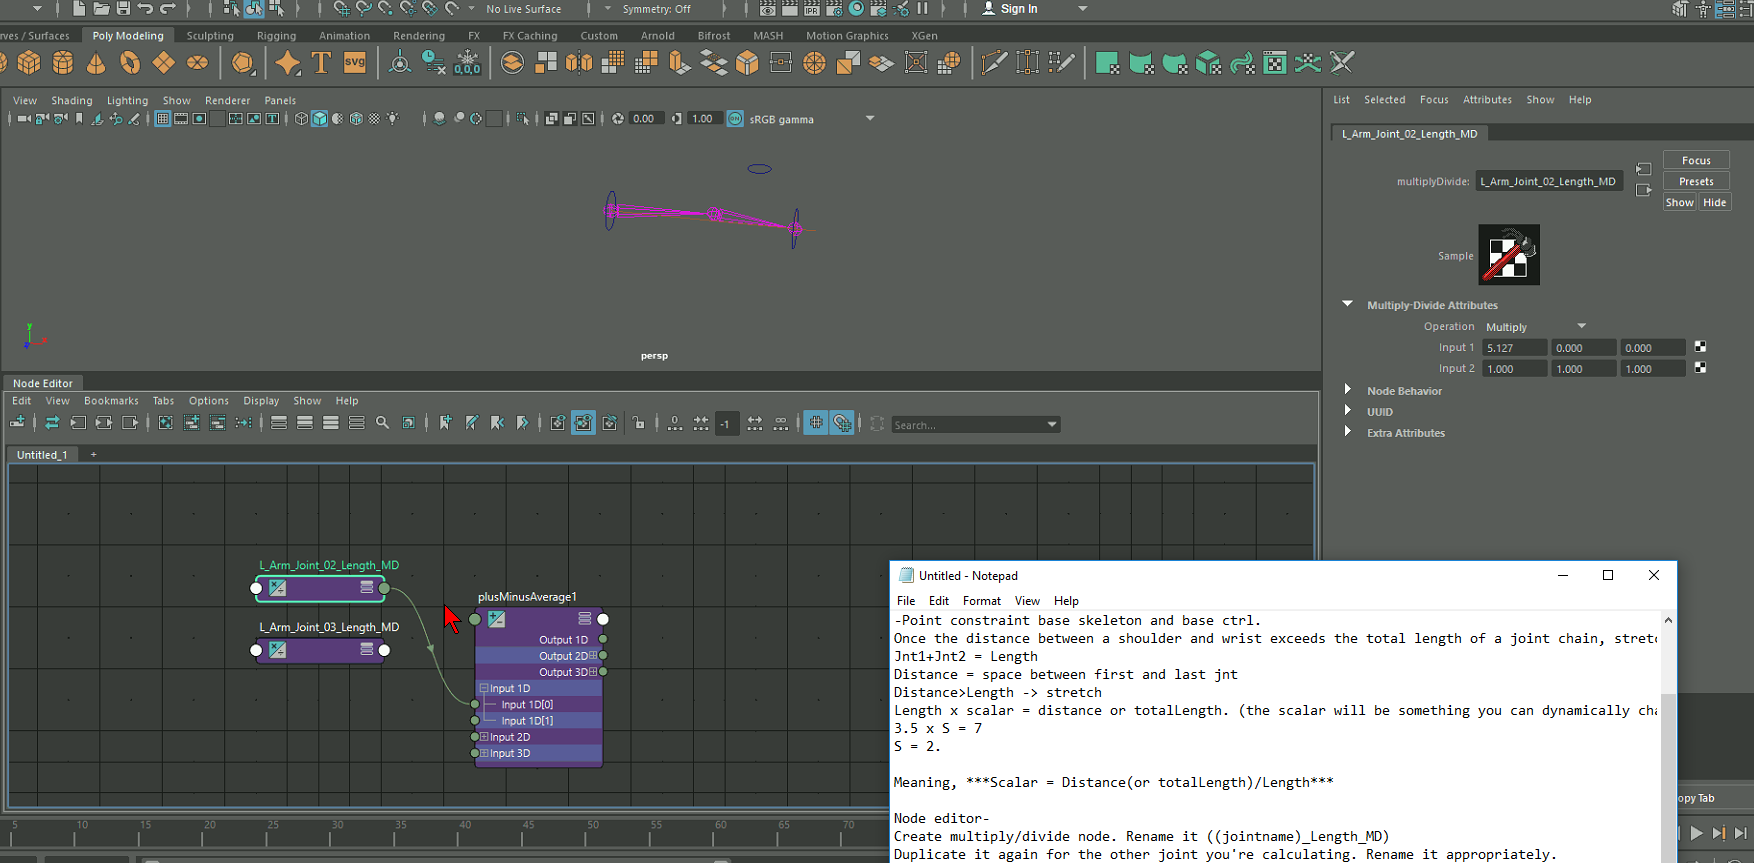 No Live Surface
Symmetry: Off
Sign In
rves / Surfaces Poly Modeling Sculpting Rigging Animation Rendering FX FX Caching Custom Arnold Bifrost MASH Motion Graphics XGen
T SVG 0,0,0
View Shading Lighting Show Renderer Panels
0.00 1.00 ON sRGB gamma
persp
y
x
z
List Selected Focus Attributes Show Help
L_Arm_Joint_02_Length_MD
Focus
multiplyDivide: L_Arm_Joint_02_Length_MD Presets
Show Hide
Sample
Multiply-Divide Attributes
Operation Multiply
Input 1 5.127 0.000 0.000
Input 2 1.000 1.000 1.000
Node Behavior
UUID
Extra Attributes
Node Editor
Edit View Bookmarks Tabs Options Display Show Help
0 -1 Search...
Untitled_1 +
L_Arm_Joint_02_Length_MD
L_Arm_Joint_03_Length_MD
plusMinusAverage1
Output 1D
Output 2D
Output 3D
Input 1D
Input 1D[0]
Input 1D[1]
Input 2D
Input 3D
5 10 15 20 25 30 35 40 45 50 55 60 65 70
Untitled - Notepad
File Edit Format View Help
-Point constraint base skeleton and base ctrl.
Once the distance between a shoulder and wrist exceeds the total length of a joint chain, stretc
Jnt1+Jnt2 = Length
Distance = space between first and last jnt
Distance>Length -> stretch
Length x scalar = distance or totalLength. (the scalar will be something you can dynamically cha
3.5 x S = 7
S = 2.
Meaning, ***Scalar = Distance(or totalLength)/Length***
Node editor-
Create multiply/divide node. Rename it ((jointname)_Length_MD)
Duplicate it again for the other joint you're calculating. Rename it appropriately.
opy Tab